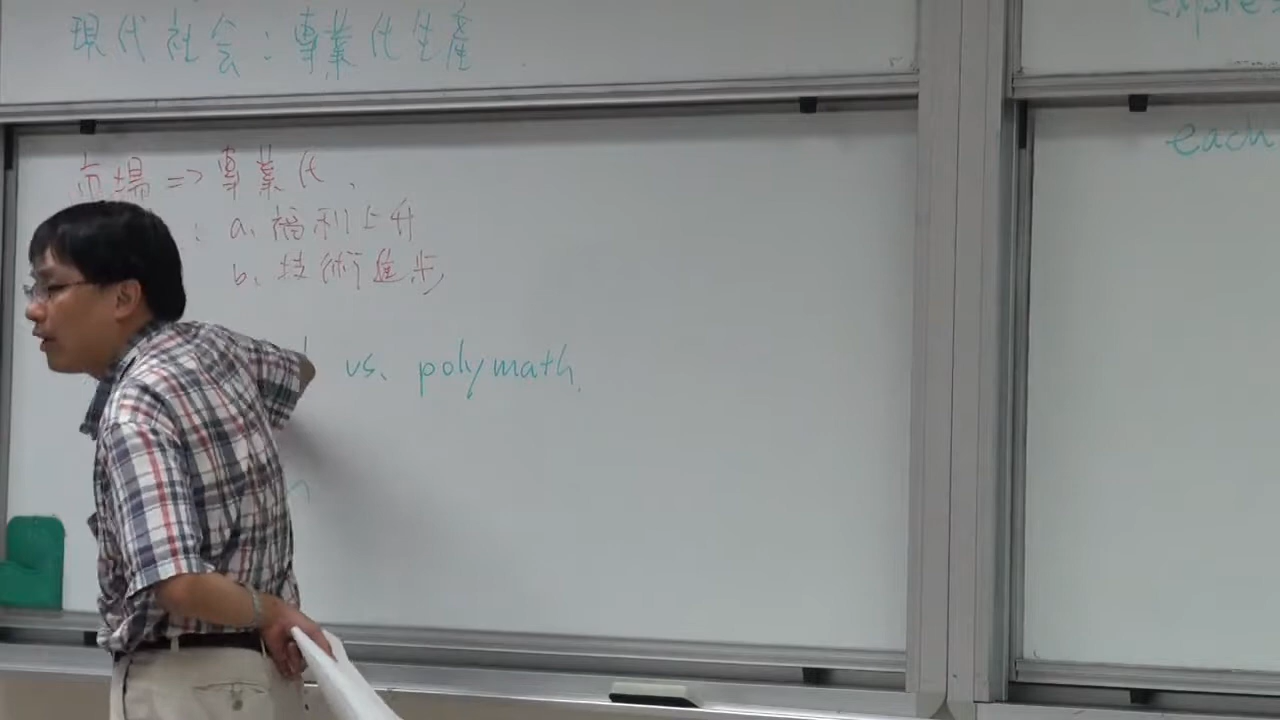 現代社会：專業化生產
市場 => 專業化
: a. 福利上升
b. 技術進步
vs. polymath
each